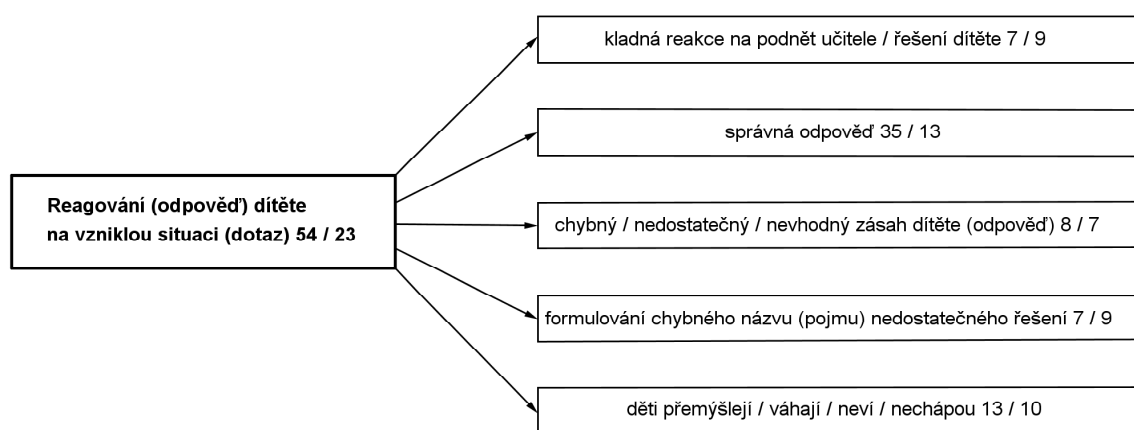 kladná reakce na podnět učitele / řešení dítěte 7 / 9
správná odpověď 35 / 13
Reagování (odpověď) dítěte
na vzniklou situaci (dotaz) 54 / 23
chybný / nedostatečný / nevhodný zásah dítěte (odpověď) 8 / 7
formulování chybného názvu (pojmu) nedostatečného řešení 7 / 9
děti přemýšlejí / váhají / neví / nechápou 13 / 10